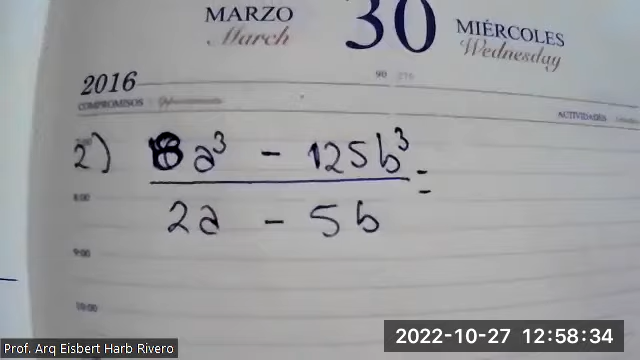 MARZO 30 MIÉRCOLES
March Wednesday
2016
COMPROMISOS
ACTIVIDADES
2) 8a³ - 125b³ =
2a - 5b
8:00
9:00
10:00
Prof. Arq Eisbert Harb Rivero
2022-10-27 12:58:34